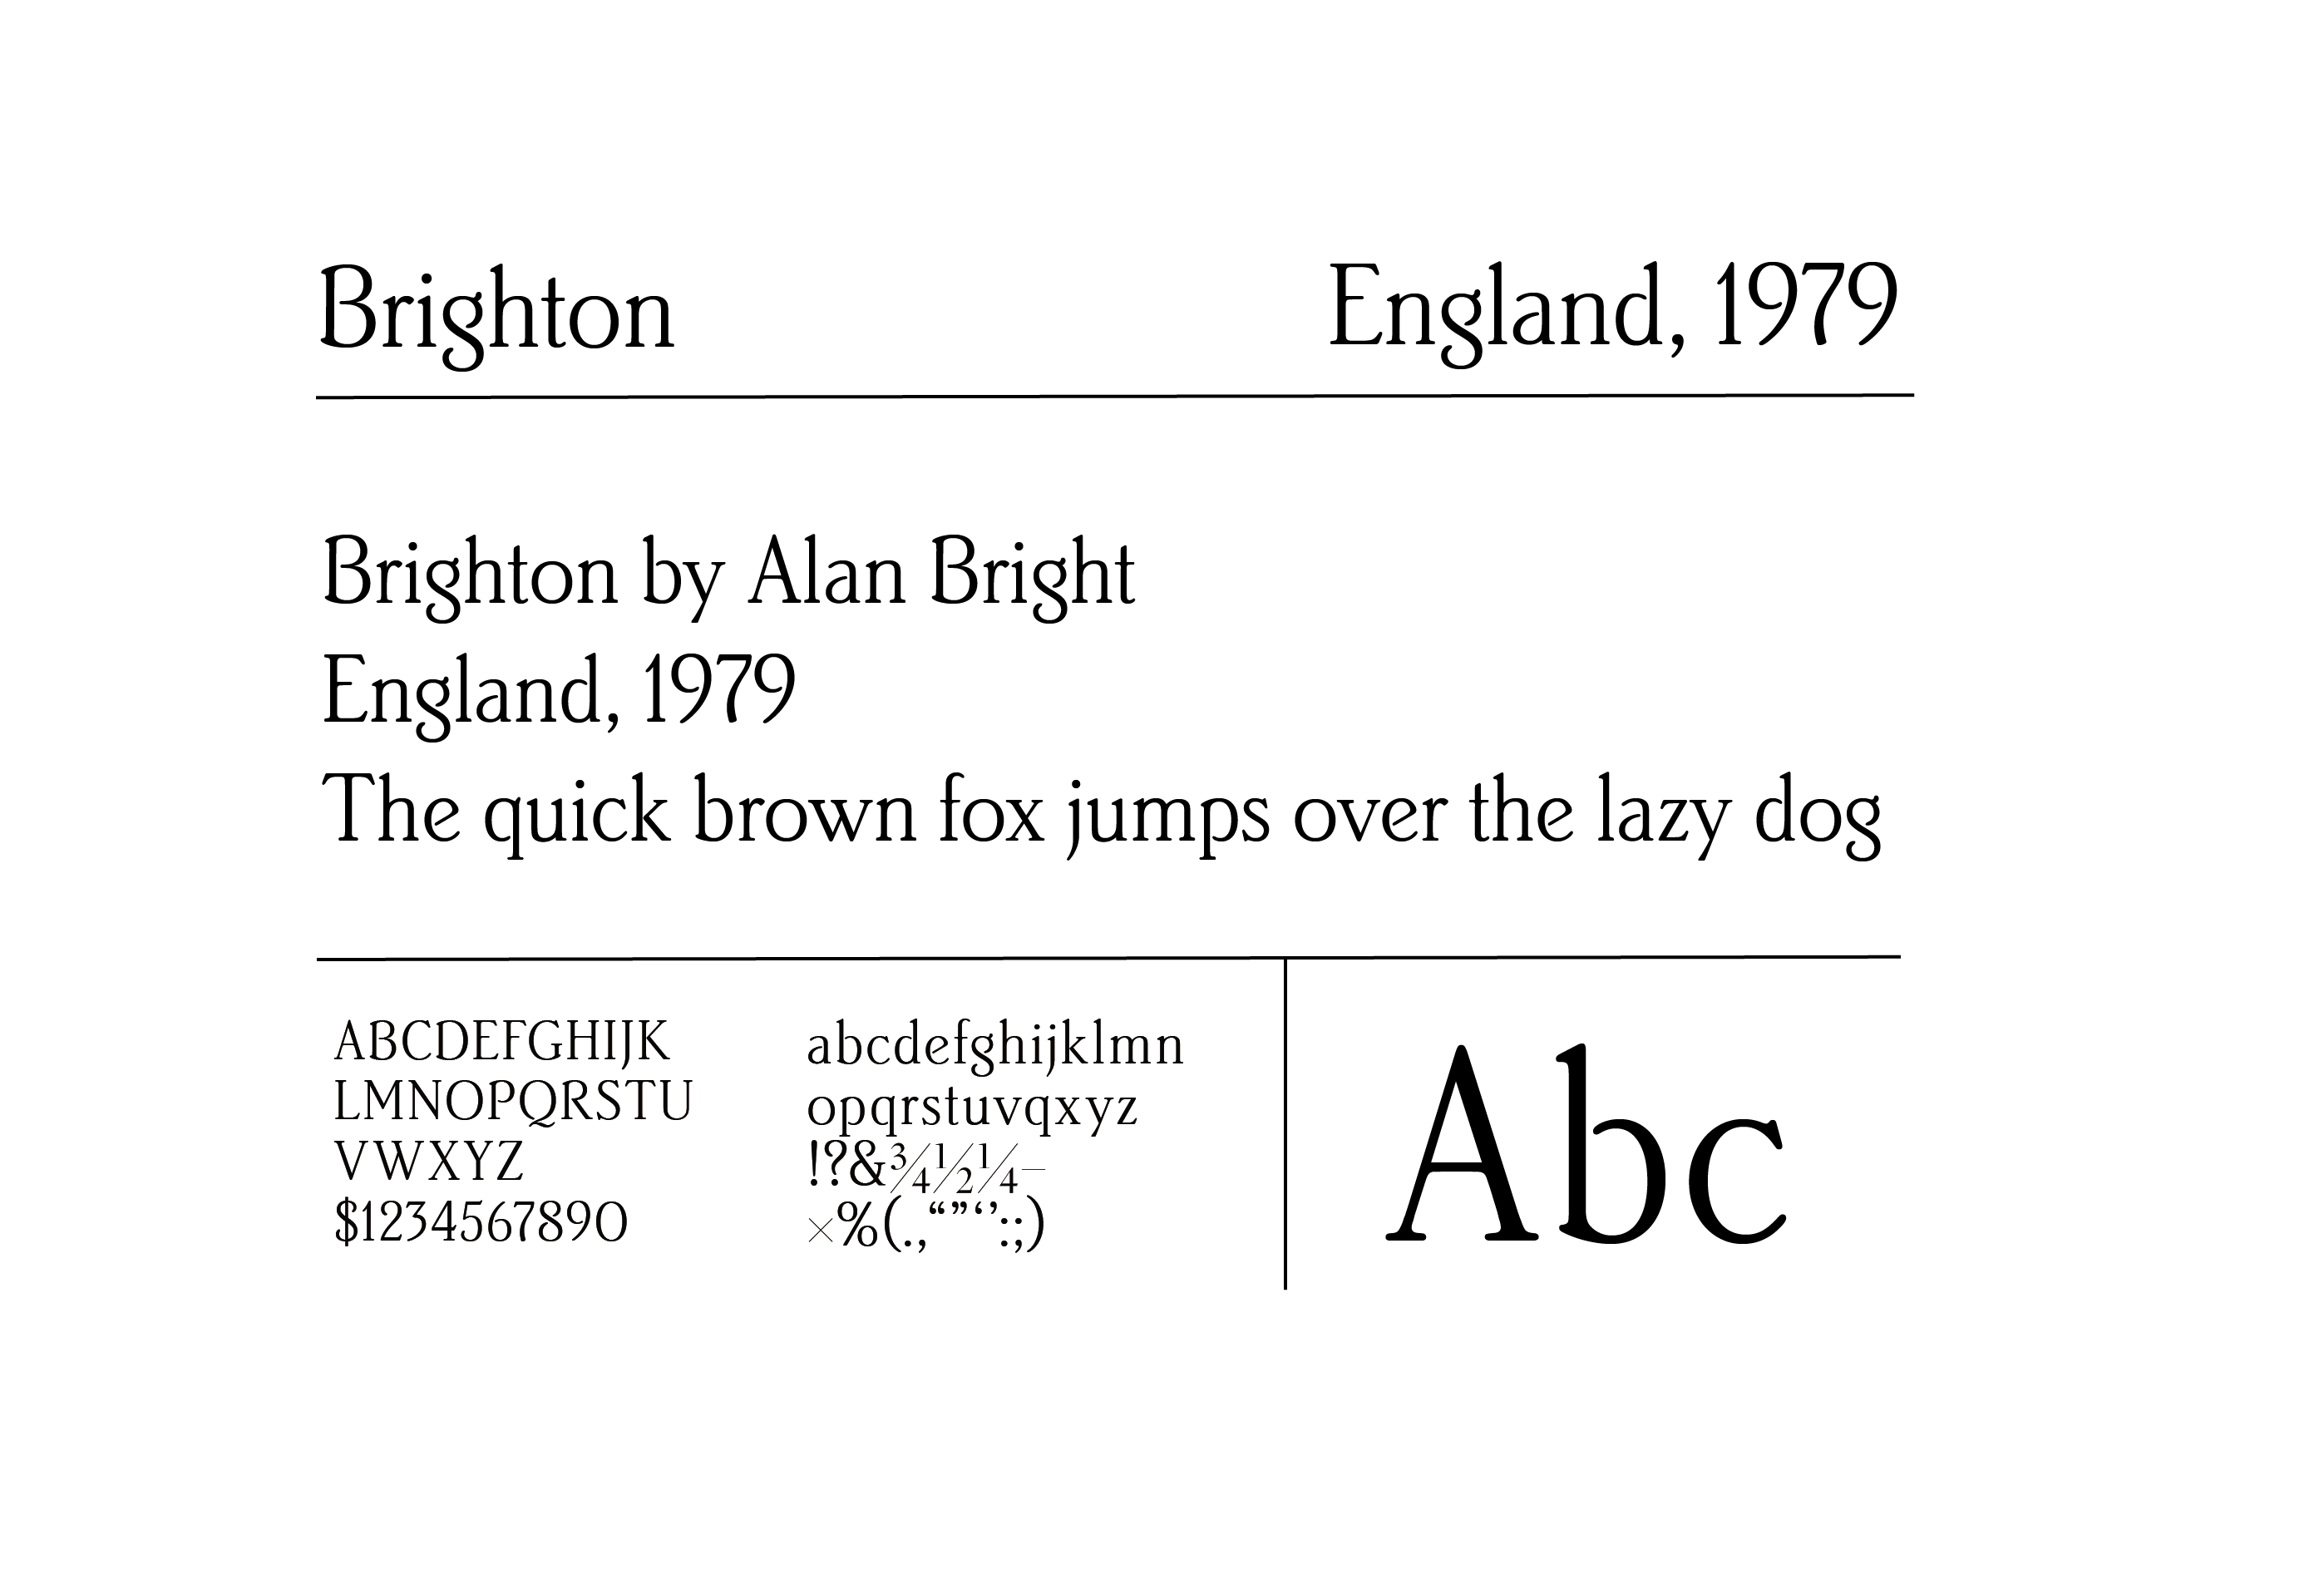 Brighton England, 1979
Brighton by Alan Bright
England, 1979
The quick brown fox jumps over the lazy dog
ABCDEFGHIJK
LMNOPQRSTU
VWXYZ
$1234567890
abcdefghijklmn
opqrstuvqxyz
!?&¾½¼—
×%(.,“”‘’:;)
Abc